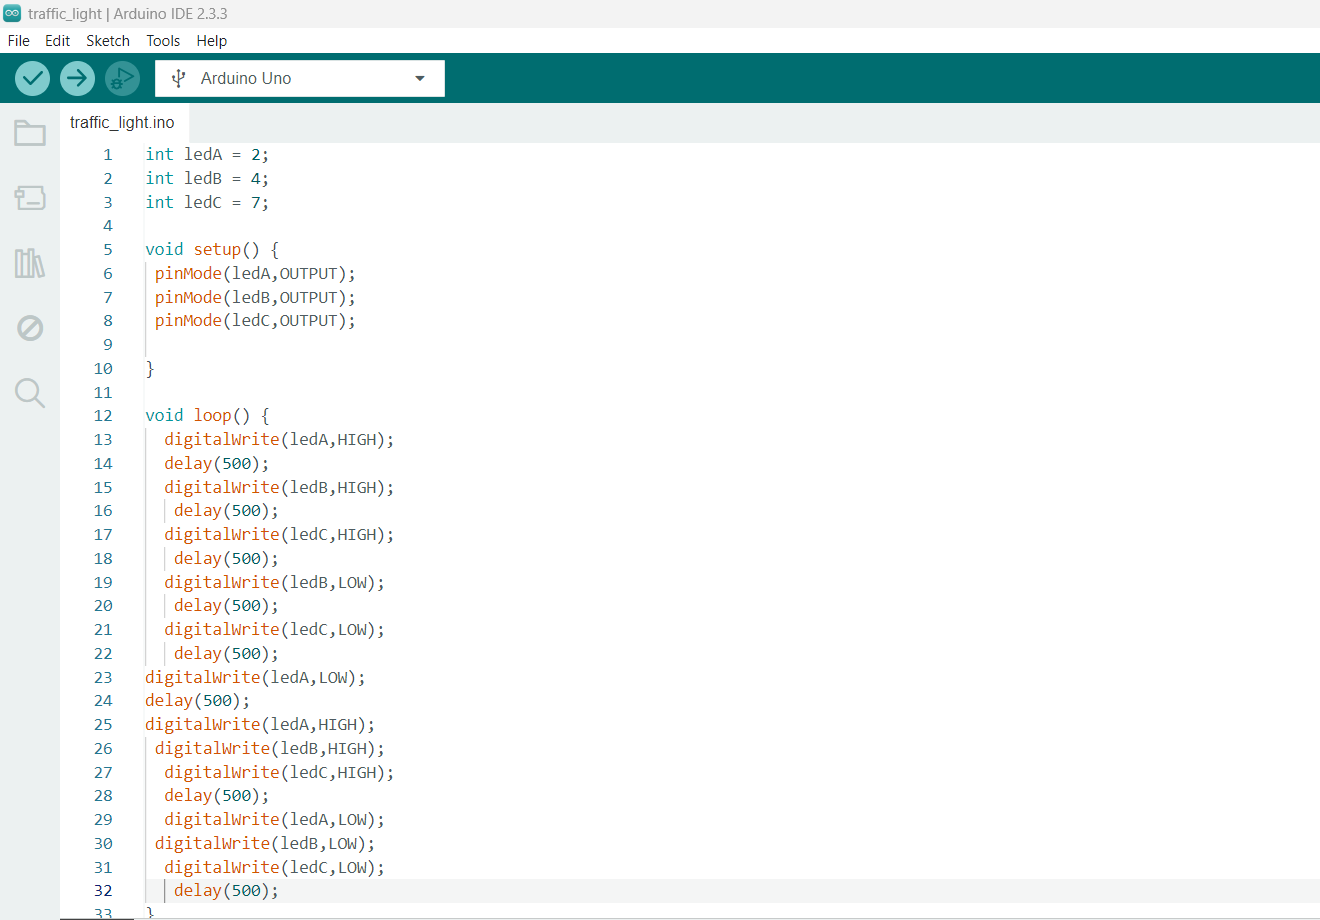 traffic_light | Arduino IDE 2.3.3
File Edit Sketch Tools Help
Arduino Uno
traffic_light.ino
1 int ledA = 2;
2 int ledB = 4;
3 int ledC = 7;
4
5 void setup() {
6 pinMode(ledA,OUTPUT);
7 pinMode(ledB,OUTPUT);
8 pinMode(ledC,OUTPUT);
9
10 }
11
12 void loop() {
13 digitalWrite(ledA,HIGH);
14 delay(500);
15 digitalWrite(ledB,HIGH);
16 delay(500);
17 digitalWrite(ledC,HIGH);
18 delay(500);
19 digitalWrite(ledB,LOW);
20 delay(500);
21 digitalWrite(ledC,LOW);
22 delay(500);
23 digitalWrite(ledA,LOW);
24 delay(500);
25 digitalWrite(ledA,HIGH);
26 digitalWrite(ledB,HIGH);
27 digitalWrite(ledC,HIGH);
28 delay(500);
29 digitalWrite(ledA,LOW);
30 digitalWrite(ledB,LOW);
31 digitalWrite(ledC,LOW);
32 delay(500);
33 }